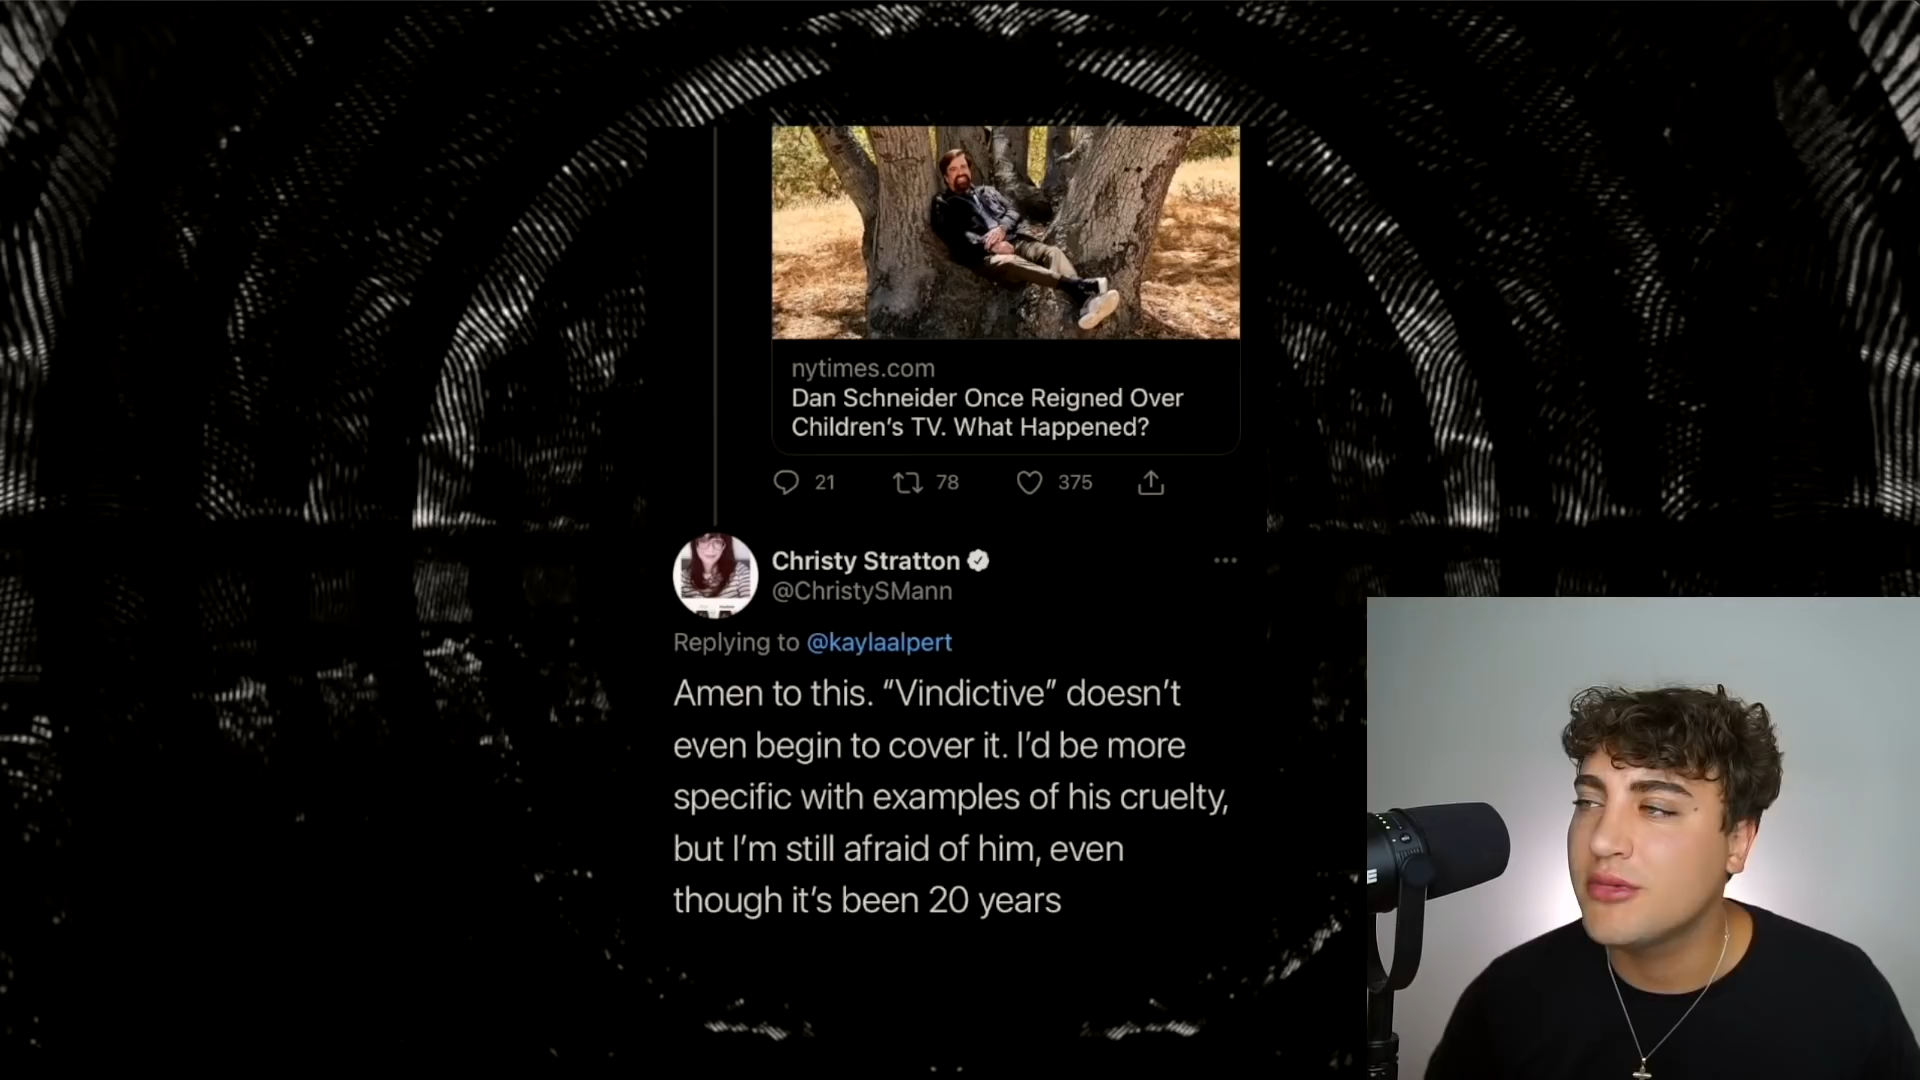 nytimes.com
Dan Schneider Once Reigned Over
Children's TV. What Happened?
21 78 375
Christy Stratton
@ChristySMann
Replying to @kaylaalpert
Amen to this. “Vindictive” doesn’t
even begin to cover it. I’d be more
specific with examples of his cruelty,
but I’m still afraid of him, even
though it’s been 20 years